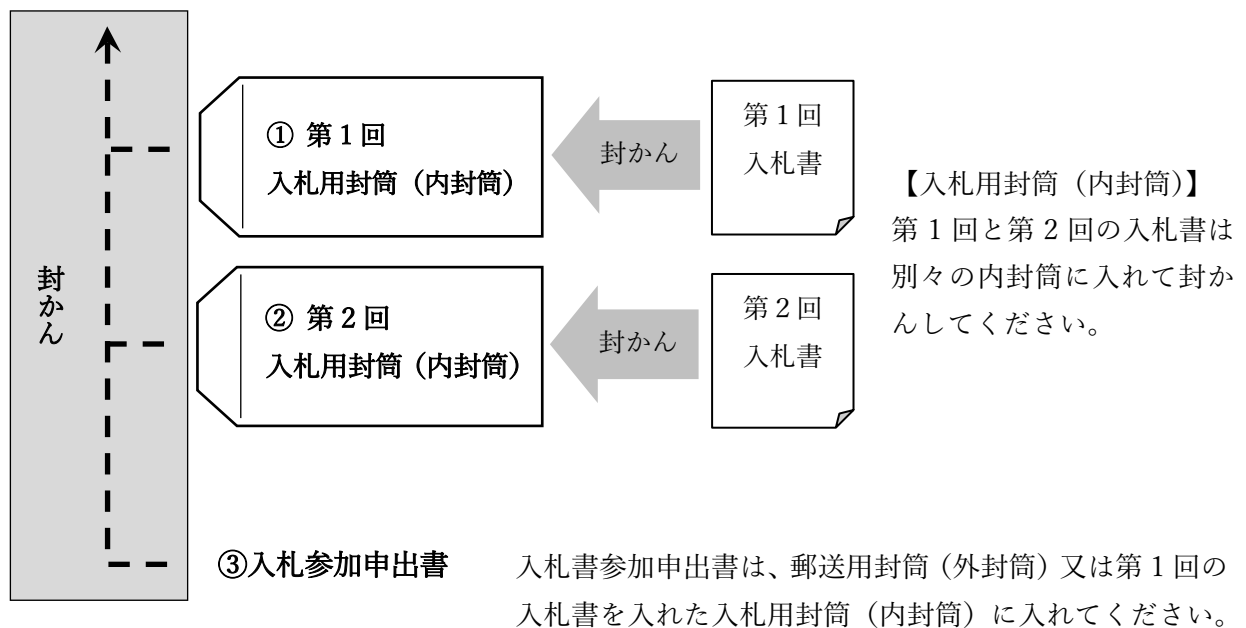 封かん
① 第1回
入札用封筒（内封筒）
封かん
第1回
入札書
【入札用封筒（内封筒）】
第1回と第2回の入札書は
別々の内封筒に入れて封か
んしてください。
② 第2回
入札用封筒（内封筒）
封かん
第2回
入札書
③入札参加申出書
入札書参加申出書は、郵送用封筒（外封筒）又は第1回の
入札書を入れた入札用封筒（内封筒）に入れてください。